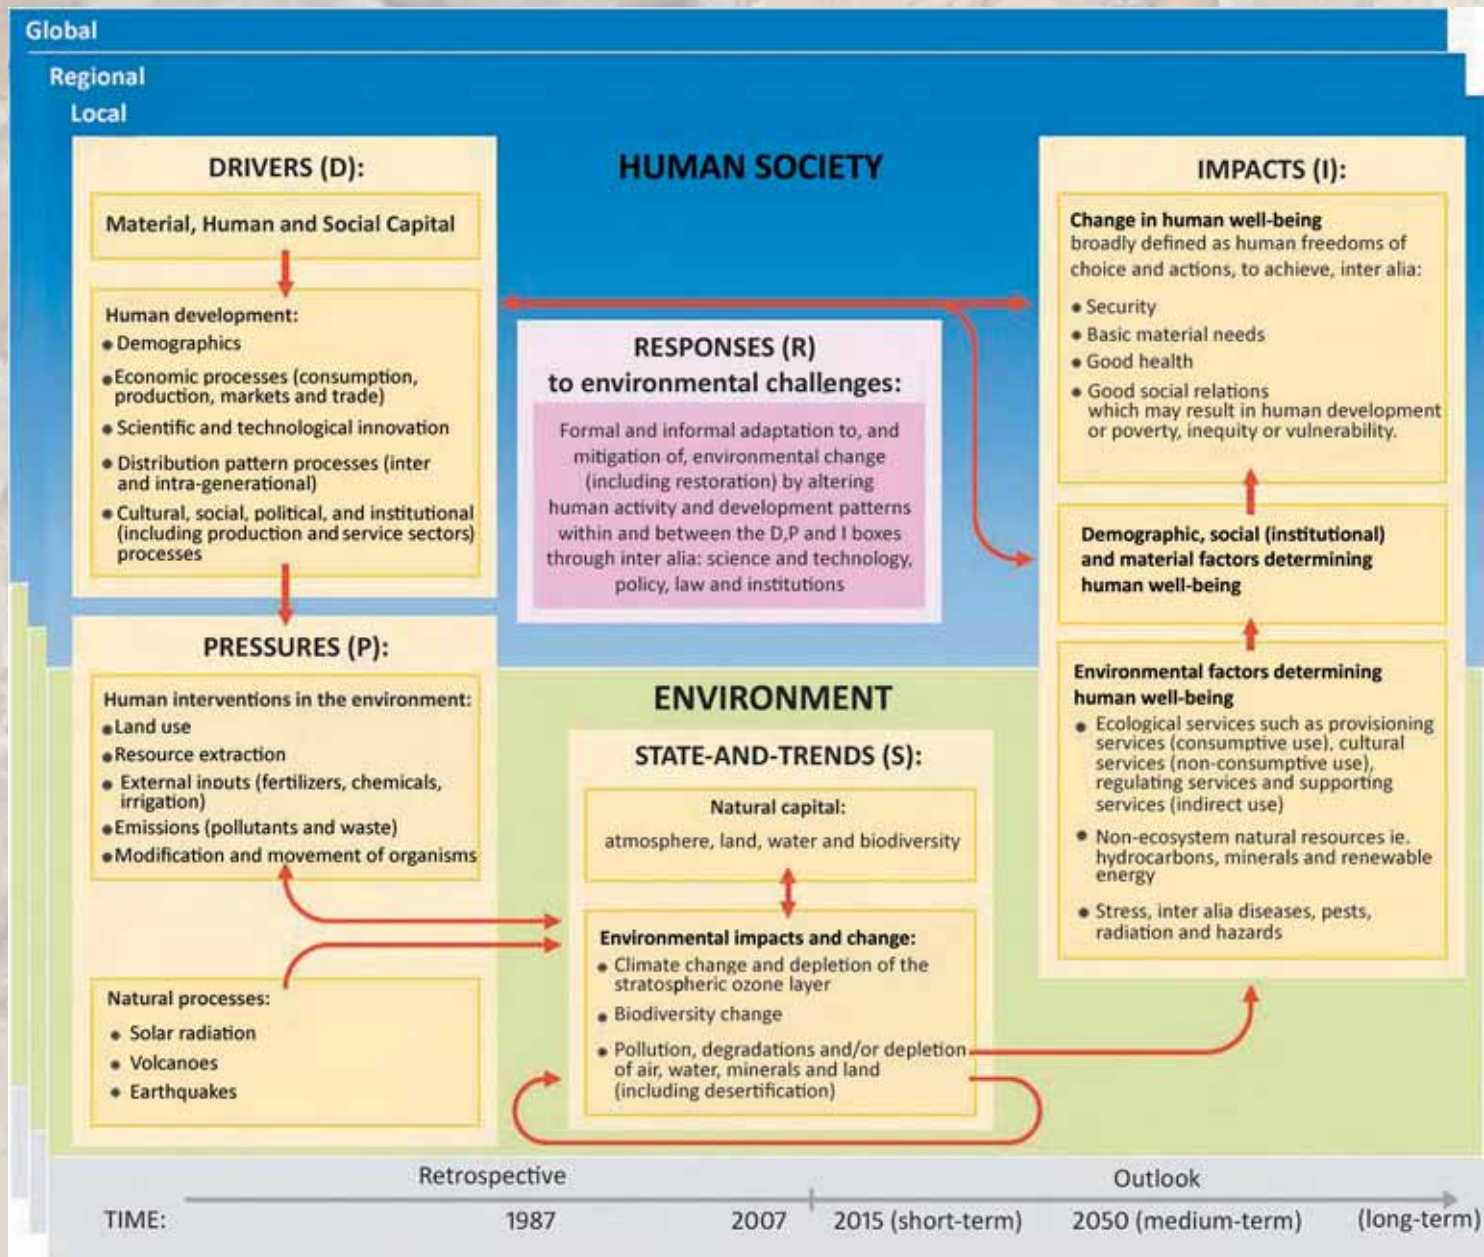 Global
Regional
Local
DRIVERS (D):
Material, Human and Social Capital
Human development:
• Demographics
• Economic processes (consumption,
production, markets and trade)
• Scientific and technological innovation
• Distribution pattern processes (inter
and intra-generational)
• Cultural, social, political, and institutional
(including production and service sectors)
processes
PRESSURES (P):
Human interventions in the environment:
• Land use
• Resource extraction
• External inputs (fertilizers, chemicals,
irrigation)
• Emissions (pollutants and waste)
• Modification and movement of organisms
Natural processes:
• Solar radiation
• Volcanoes
• Earthquakes
HUMAN SOCIETY
RESPONSES (R)
to environmental challenges:
Formal and informal adaptation to, and
mitigation of, environmental change
(including restoration) by altering
human activity and development patterns
within and between the D,P and I boxes
through inter alia: science and technology,
policy, law and institutions
ENVIRONMENT
STATE-AND-TRENDS (S):
Natural capital:
atmosphere, land, water and biodiversity
Environmental impacts and change:
• Climate change and depletion of the
stratospheric ozone layer
• Biodiversity change
• Pollution, degradations and/or depletion
of air, water, minerals and land
(including desertification)
IMPACTS (I):
Change in human well-being
broadly defined as human freedoms of
choice and actions, to achieve, inter alia:
• Security
• Basic material needs
• Good health
• Good social relations
which may result in human development
or poverty, inequity or vulnerability.
Demographic, social (institutional)
and material factors determining
human well-being
Environmental factors determining
human well-being
• Ecological services such as provisioning
services (consumptive use), cultural
services (non-consumptive use),
regulating services and supporting
services (indirect use)
• Non-ecosystem natural resources ie.
hydrocarbons, minerals and renewable
energy
• Stress, inter alia diseases, pests,
radiation and hazards
Retrospective Outlook
TIME: 1987 2007 2015 (short-term) 2050 (medium-term) (long-term)